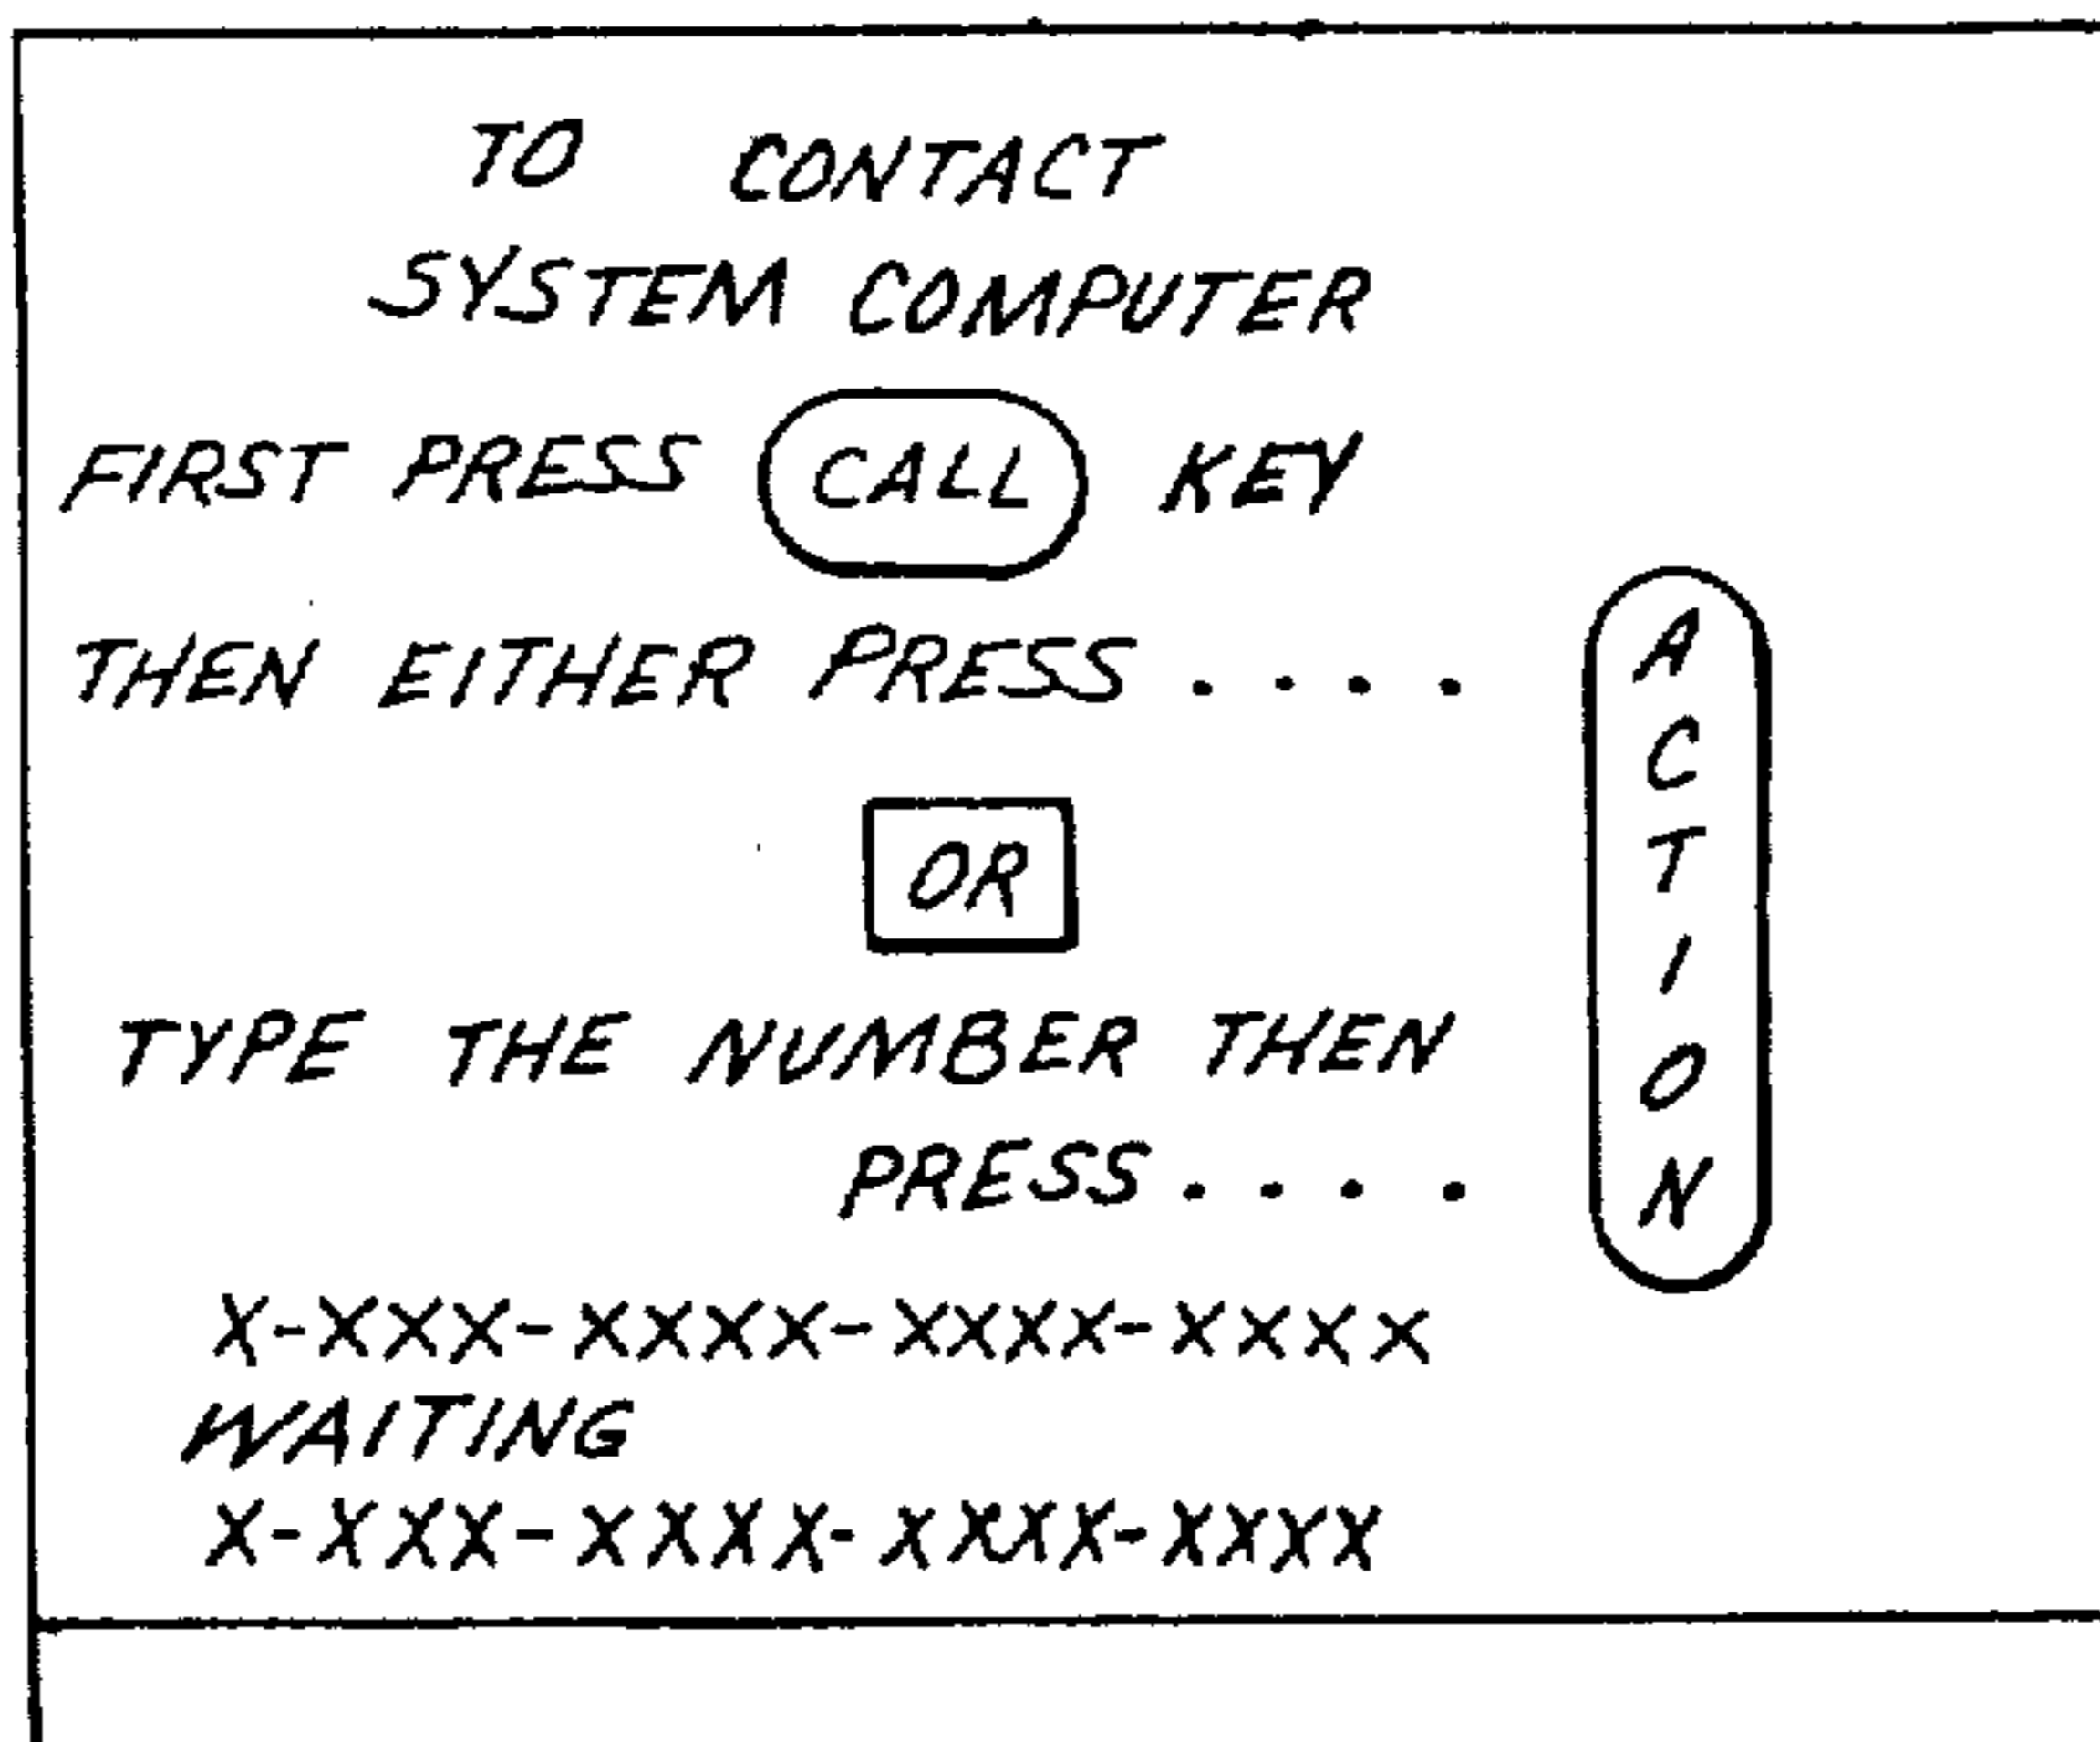 TO CONTACT
SYSTEM COMPUTER
FIRST PRESS CALL KEY
THEN EITHER PRESS . . . .
OR
TYPE THE NUMBER THEN
PRESS . . . .
ACTION
X-XXX-XXXX-XXXX-XXXX
WAITING
X-XXX-XXXX-XXXX-XXXX